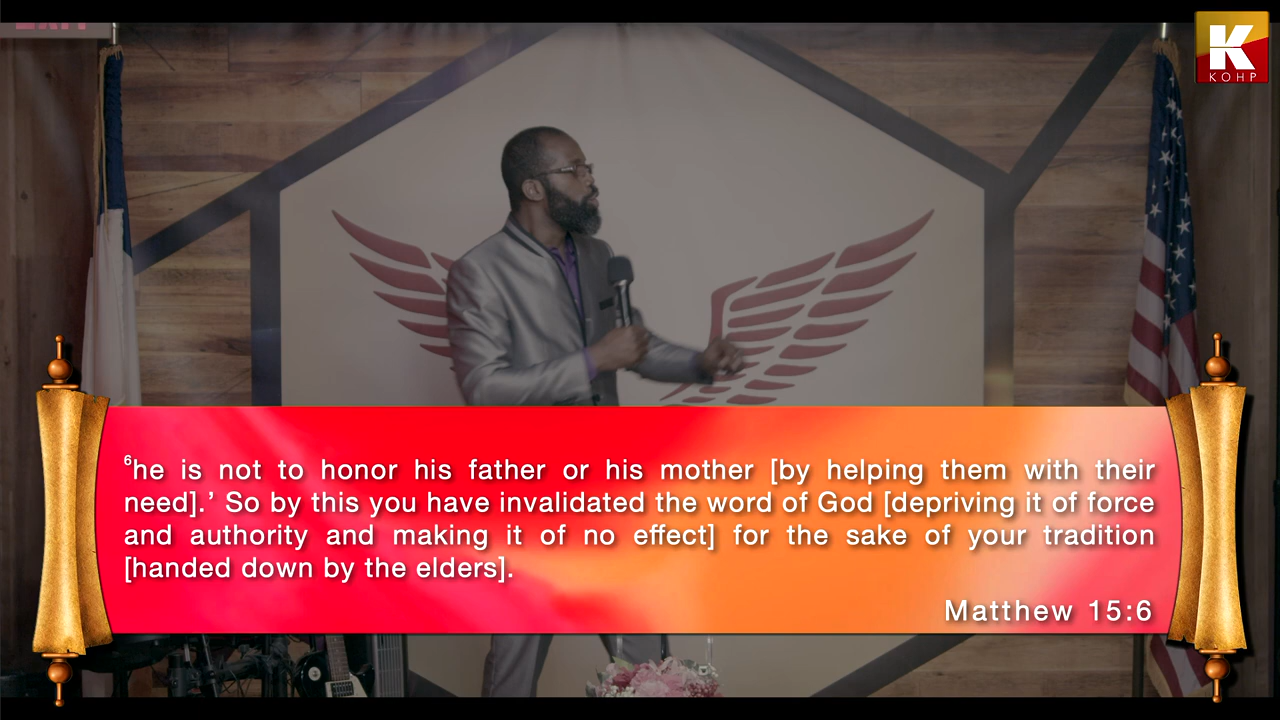 EXIT
K
KOHP
⁶he is not to honor his father or his mother [by helping them with their
need].’ So by this you have invalidated the word of God [depriving it of force
and authority and making it of no effect] for the sake of your tradition
[handed down by the elders].
Matthew 15:6